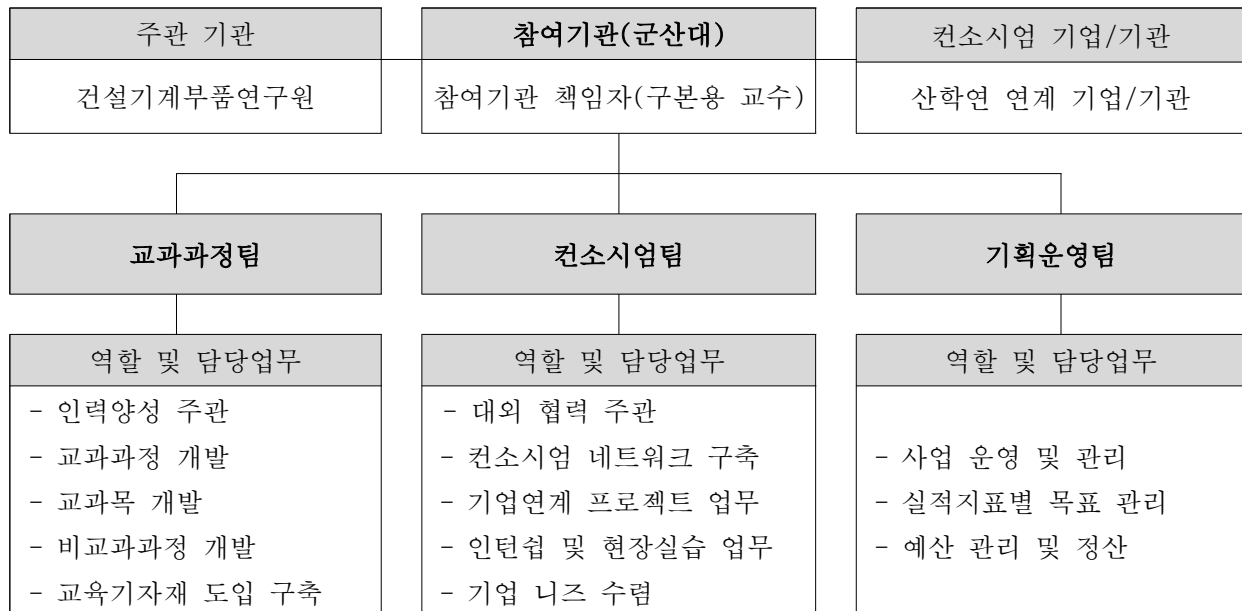 주관 기관
건설기계부품연구원
참여기관(군산대)
참여기관 책임자(구본용 교수)
컨소시엄 기업/기관
산학연 연계 기업/기관
교과과정팀
컨소시엄팀
기획운영팀
역할 및 담당업무
- 인력양성 주관
- 교과과정 개발
- 교과목 개발
- 비교과과정 개발
- 교육기자재 도입 구축
역할 및 담당업무
- 대외 협력 주관
- 컨소시엄 네트워크 구축
- 기업연계 프로젝트 업무
- 인턴쉽 및 현장실습 업무
- 기업 니즈 수렴
역할 및 담당업무
- 사업 운영 및 관리
- 실적지표별 목표 관리
- 예산 관리 및 정산